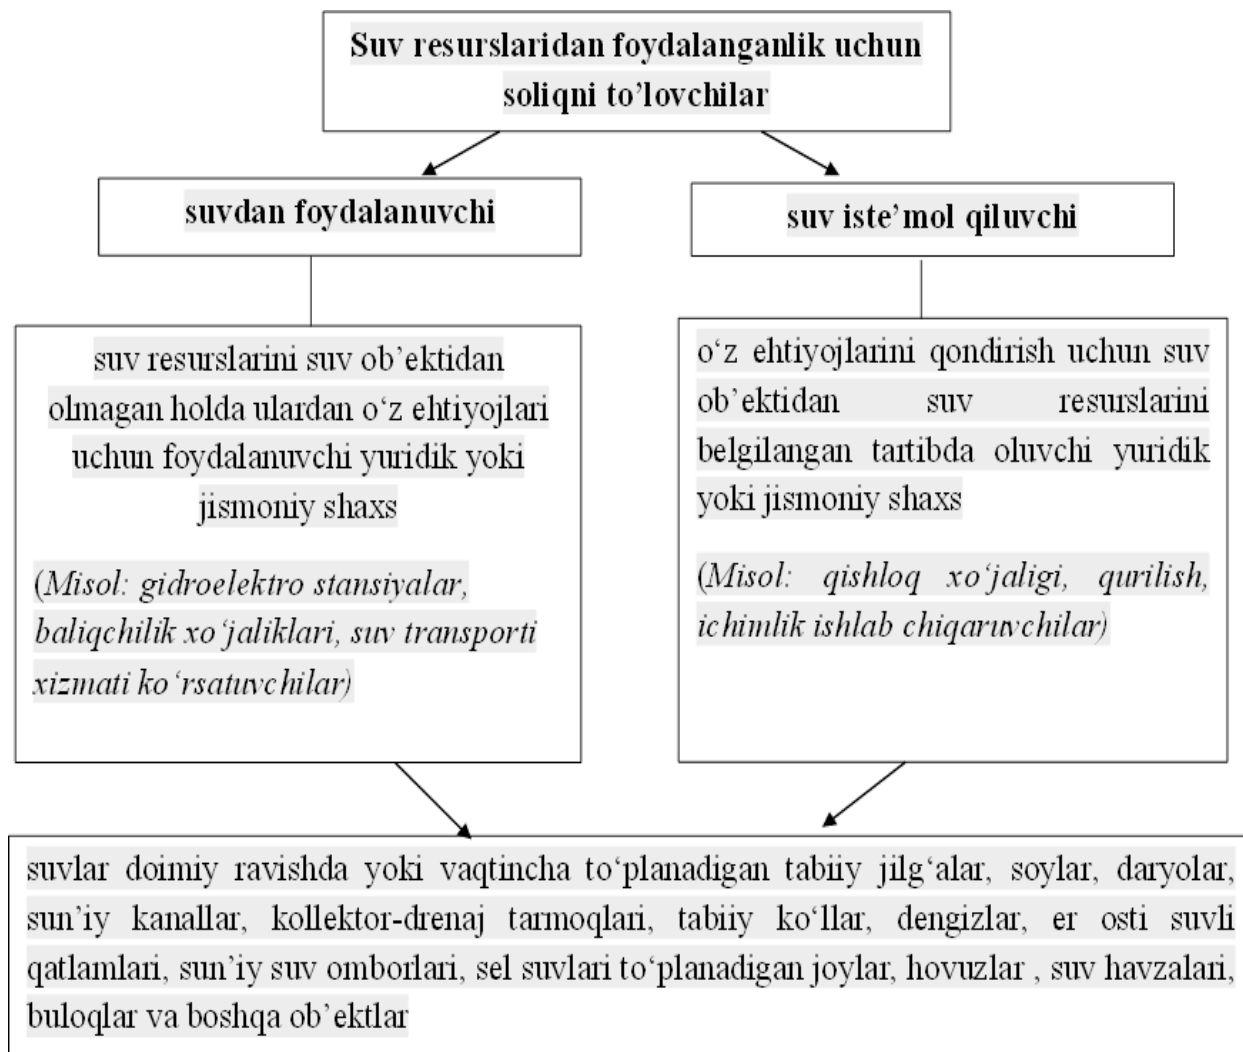 Suv resurslaridan foydalanganlik uchun
soliqni to’lovchilar
suvdan foydalanuvchi
suv iste’mol qiluvchi
suv resurslarini suv ob’ektidan
olmagan holda ulardan o‘z ehtiyojlari
uchun foydalanuvchi yuridik yoki
jismoniy shaxs
(Misol: gidroelektro stansiyalar,
baliqchilik xo‘jaliklari, suv transporti
xizmati ko‘rsatuvchilar)
o‘z ehtiyojlarini qondirish uchun suv
ob’ektidan suv resurslarini
belgilangan tartibda oluvchi yuridik
yoki jismoniy shaxs
(Misol: qishloq xo‘jaligi, qurilish,
ichimlik ishlab chiqaruvchilar)
suvlar doimiy ravishda yoki vaqtincha to‘planadigan tabiiy jilg‘alar, soylar, daryolar,
sun’iy kanallar, kollektor-drenaj tarmoqlari, tabiiy ko‘llar, dengizlar, er osti suvli
qatlamlari, sun’iy suv omborlari, sel suvlari to‘planadigan joylar, hovuzlar , suv havzalari,
buloqlar va boshqa ob’ektlar